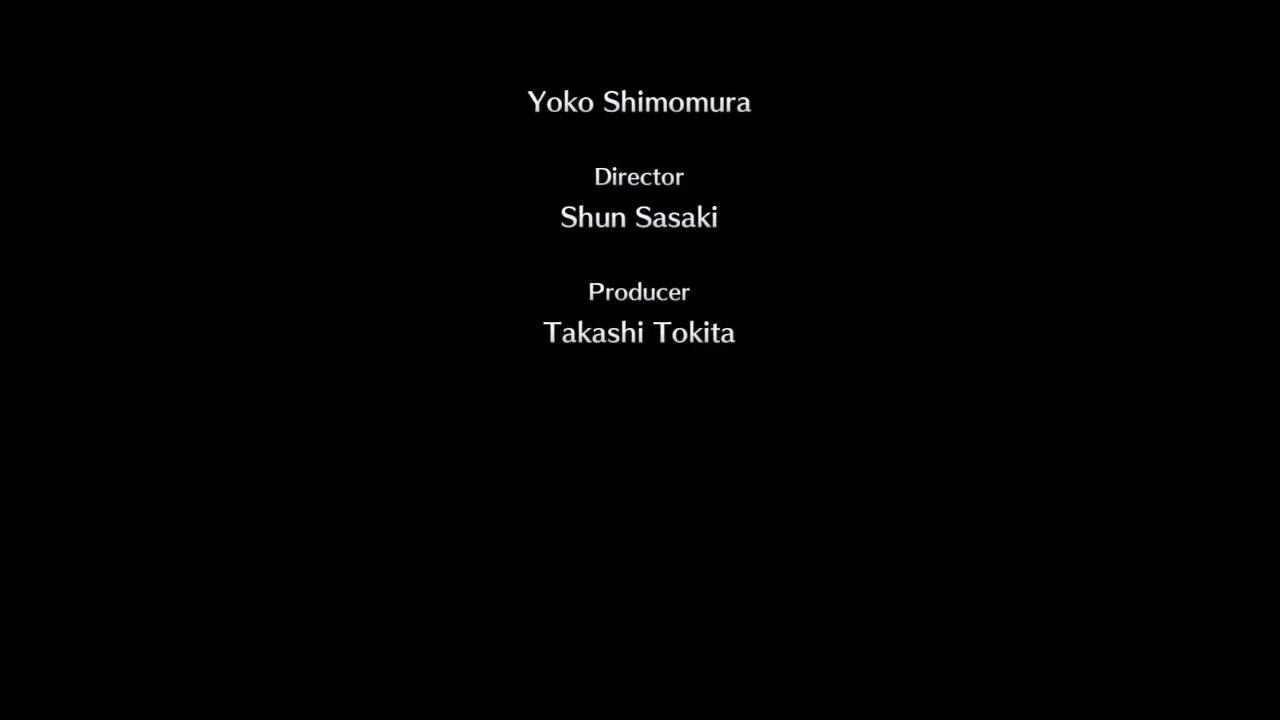 Yoko Shimomura
Director
Shun Sasaki
Producer
Takashi Tokita